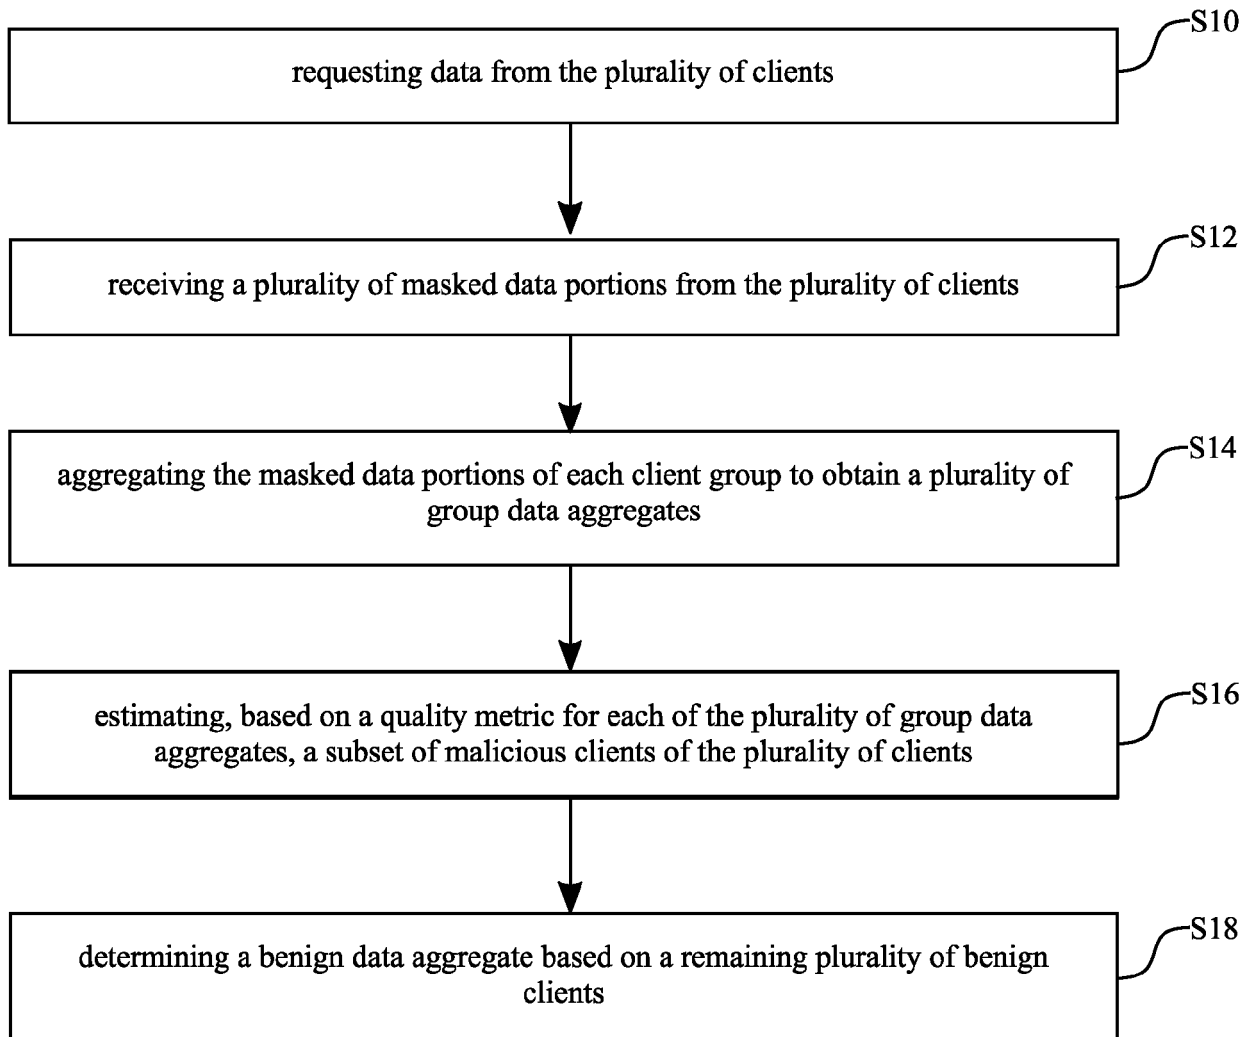 S10
requesting data from the plurality of clients
S12
receiving a plurality of masked data portions from the plurality of clients
S14
aggregating the masked data portions of each client group to obtain a plurality of
group data aggregates
S16
estimating, based on a quality metric for each of the plurality of group data
aggregates, a subset of malicious clients of the plurality of clients
S18
determining a benign data aggregate based on a remaining plurality of benign
clients